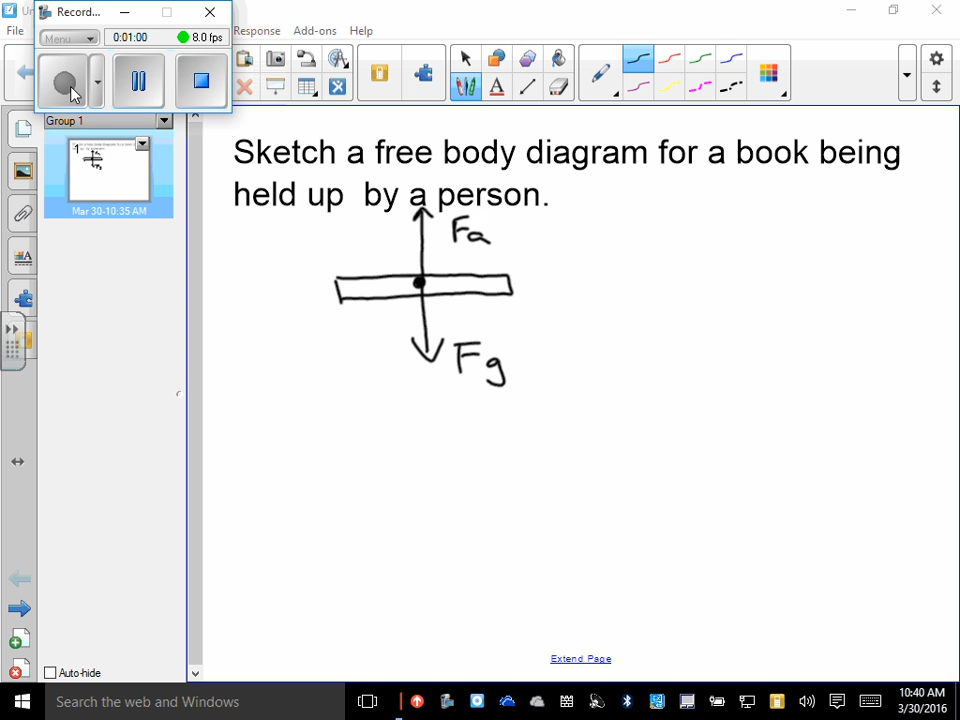 Record...
Menu
0:01:00
8.0 fps
File
Response
Add-ons
Help
Group 1
Mar 30-10:35 AM
Sketch a free body diagram for a book being
held up by a person.
Fa
Fg
Extend Page
Auto-hide
Search the web and Windows
10:40 AM
3/30/2016